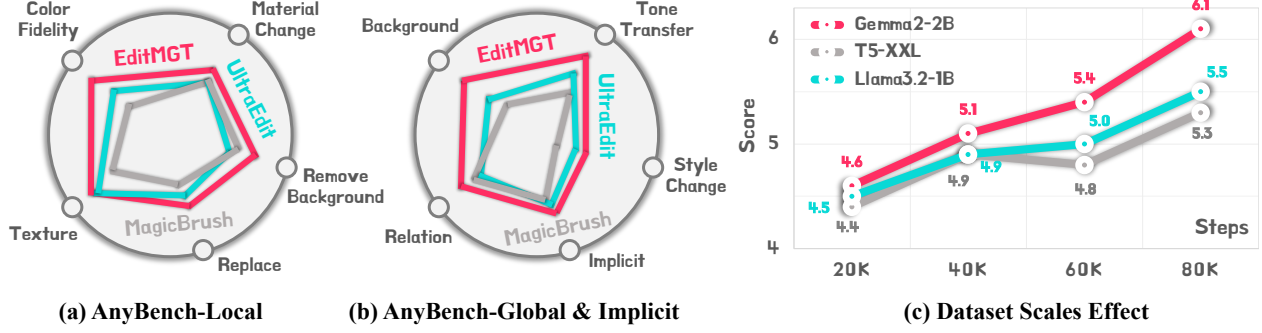 Color
Fidelity
Material
Change
EditMGT
UltraEdit
Remove
Background
MagicBrush
Texture
Replace
(a) AnyBench-Local
Background
Tone
Transfer
EditMGT
UltraEdit
Style
Change
MagicBrush
Relation
Implicit
(b) AnyBench-Global & Implicit
Score
6
5
4
Gemma2-2B
T5-XXL
Llama3.2-1B
4.6
5.1
5.4
6.1
4.5
4.9
5.0
5.5
4.4
4.9
4.8
5.3
Steps
20K
40K
60K
80K
(c) Dataset Scales Effect